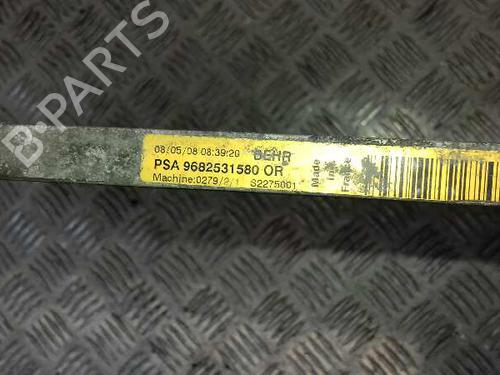 B-PARTS
08/05/08 08:39:20 BEHR
PSA 9682531580 OR
Machine:0279/2/1 S2275001
Made
in
France